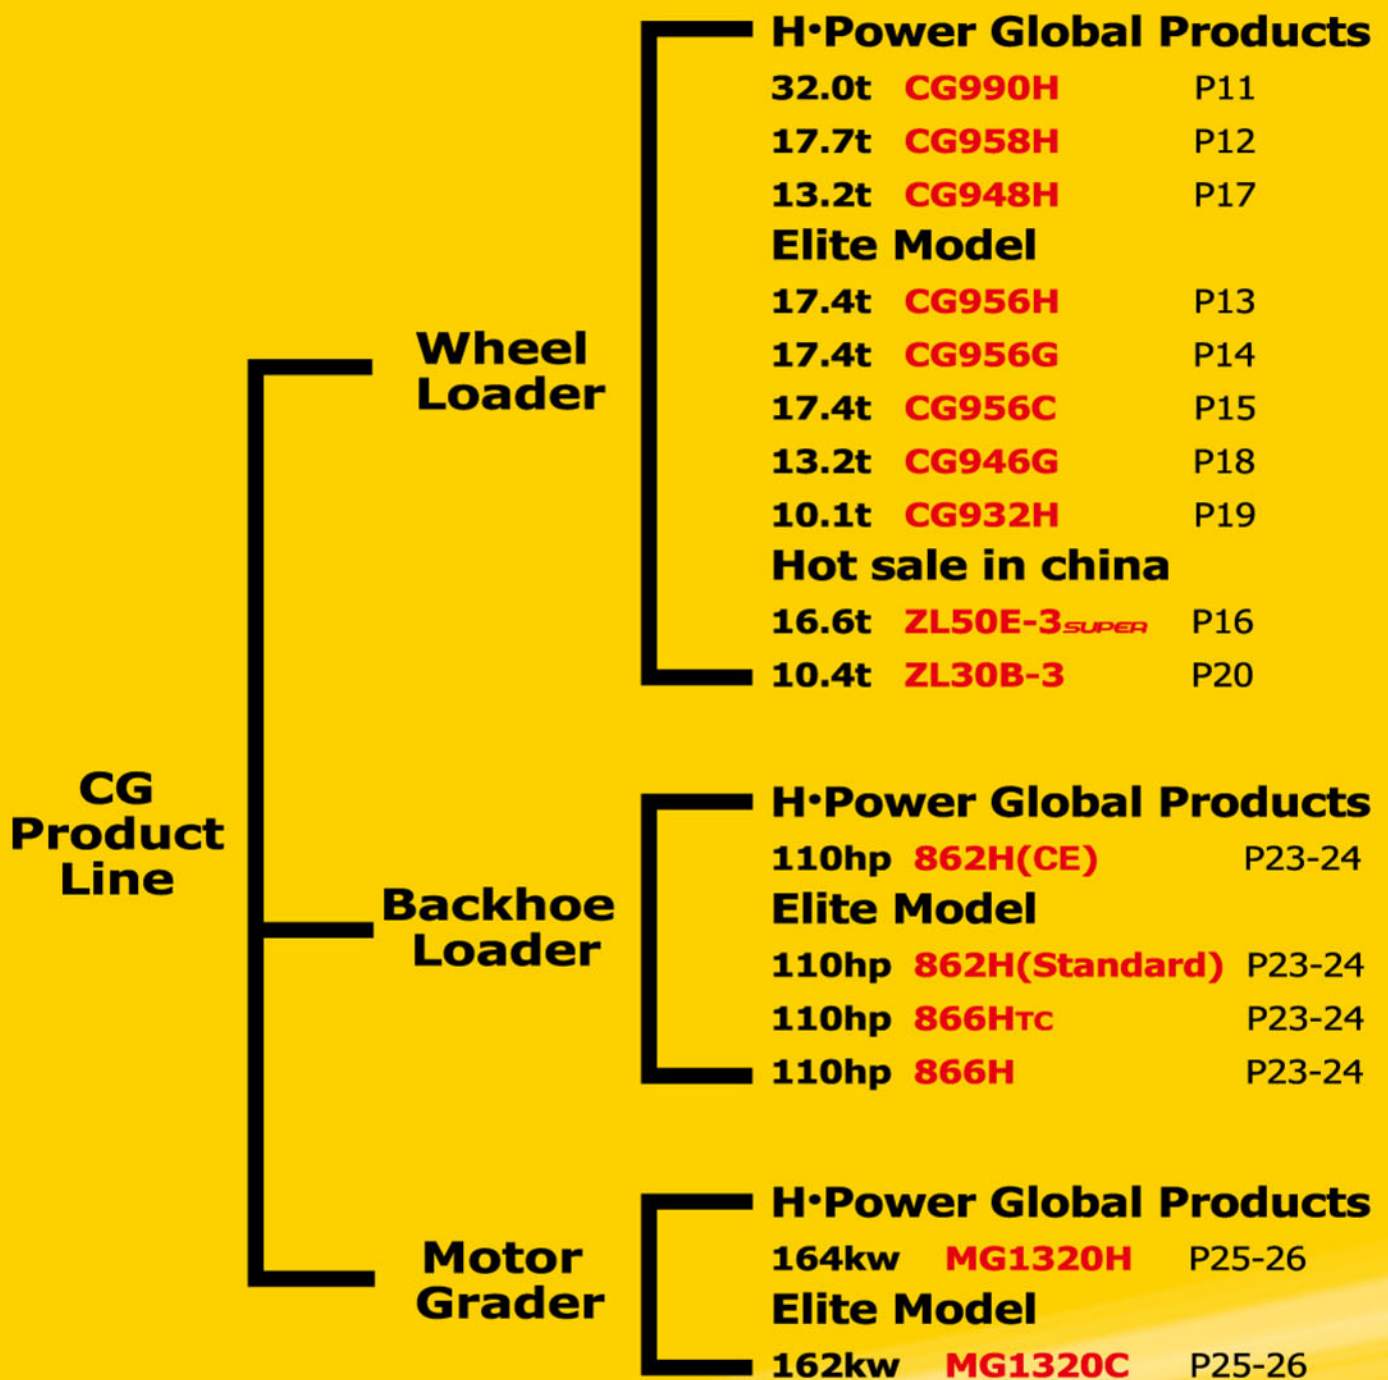 CG
Product
Line
Wheel
Loader
H·Power Global Products
32.0t CG990H P11
17.7t CG958H P12
13.2t CG948H P17
Elite Model
17.4t CG956H P13
17.4t CG956G P14
17.4t CG956C P15
13.2t CG946G P18
10.1t CG932H P19
Hot sale in china
16.6t ZL50E-3SUPER P16
10.4t ZL30B-3 P20
Backhoe
Loader
H·Power Global Products
110hp 862H(CE) P23-24
Elite Model
110hp 862H(Standard) P23-24
110hp 866HTC P23-24
110hp 866H P23-24
Motor
Grader
H·Power Global Products
164kw MG1320H P25-26
Elite Model
162kw MG1320C P25-26